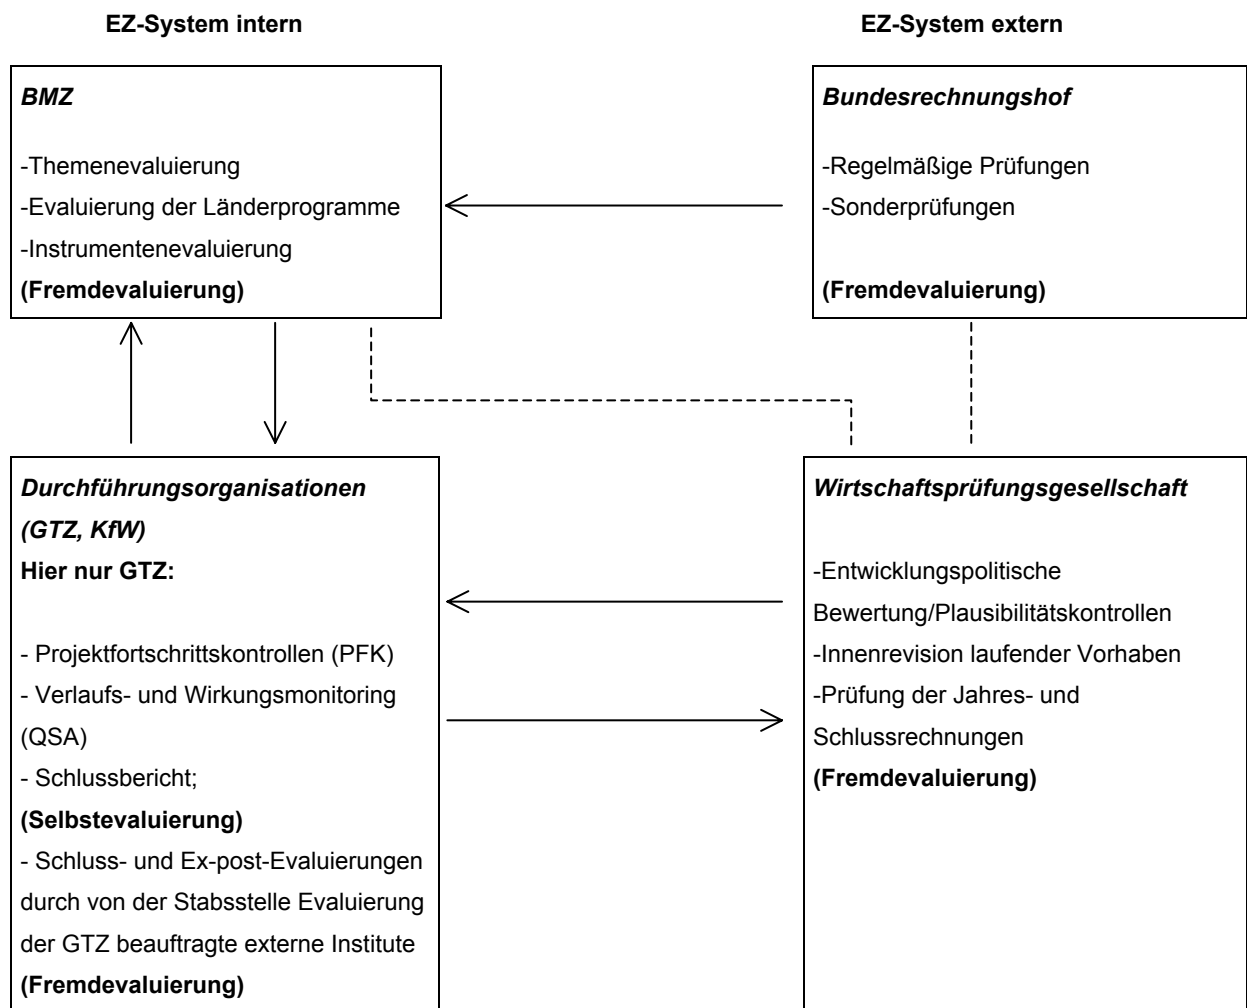 EZ-System intern
EZ-System extern
BMZ
-Themenevaluierung
-Evaluierung der Länderprogramme
-Instrumentenevaluierung
(Fremdevaluierung)
Bundesrechnungshof
-Regelmäßige Prüfungen
-Sonderprüfungen
(Fremdevaluierung)
Durchführungsorganisationen
(GTZ, KfW)
Hier nur GTZ:
- Projektfortschrittskontrollen (PFK)
- Verlaufs- und Wirkungsmonitoring
(QSA)
- Schlussbericht;
(Selbstevaluierung)
- Schluss- und Ex-post-Evaluierungen
durch von der Stabsstelle Evaluierung
der GTZ beauftragte externe Institute
(Fremdevaluierung)
Wirtschaftsprüfungsgesellschaft
-Entwicklungspolitische
Bewertung/Plausibilitätskontrollen
-Innenrevision laufender Vorhaben
-Prüfung der Jahres- und
Schlussrechnungen
(Fremdevaluierung)